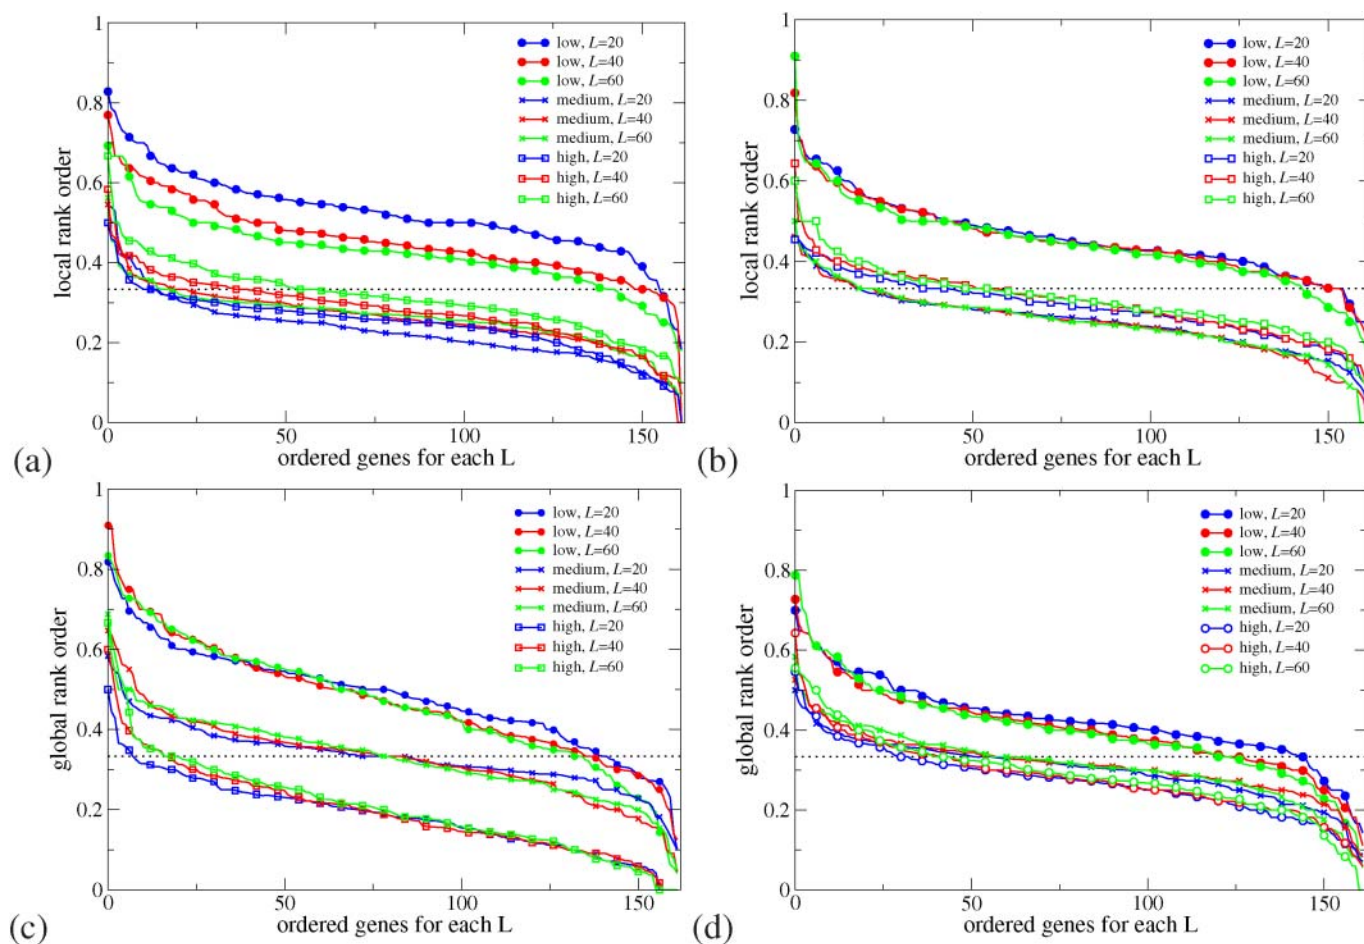 1
0.8
0.6
0.4
0.2
0
local rank order
low, L=20
low, L=40
low, L=60
medium, L=20
medium, L=40
medium, L=60
high, L=20
high, L=40
high, L=60
0 50 100 150
ordered genes for each L
(a)
1
0.8
0.6
0.4
0.2
0
local rank order
low, L=20
low, L=40
low, L=60
medium, L=20
medium, L=40
medium, L=60
high, L=20
high, L=40
high, L=60
0 50 100 150
ordered genes for each L
(b)
1
0.8
0.6
0.4
0.2
0
global rank order
low, L=20
low, L=40
low, L=60
medium, L=20
medium, L=40
medium, L=60
high, L=20
high, L=40
high, L=60
0 50 100 150
ordered genes for each L
(c)
1
0.8
0.6
0.4
0.2
0
global rank order
low, L=20
low, L=40
low, L=60
medium, L=20
medium, L=40
medium, L=60
high, L=20
high, L=40
high, L=60
0 50 100 150
ordered genes for each L
(d)